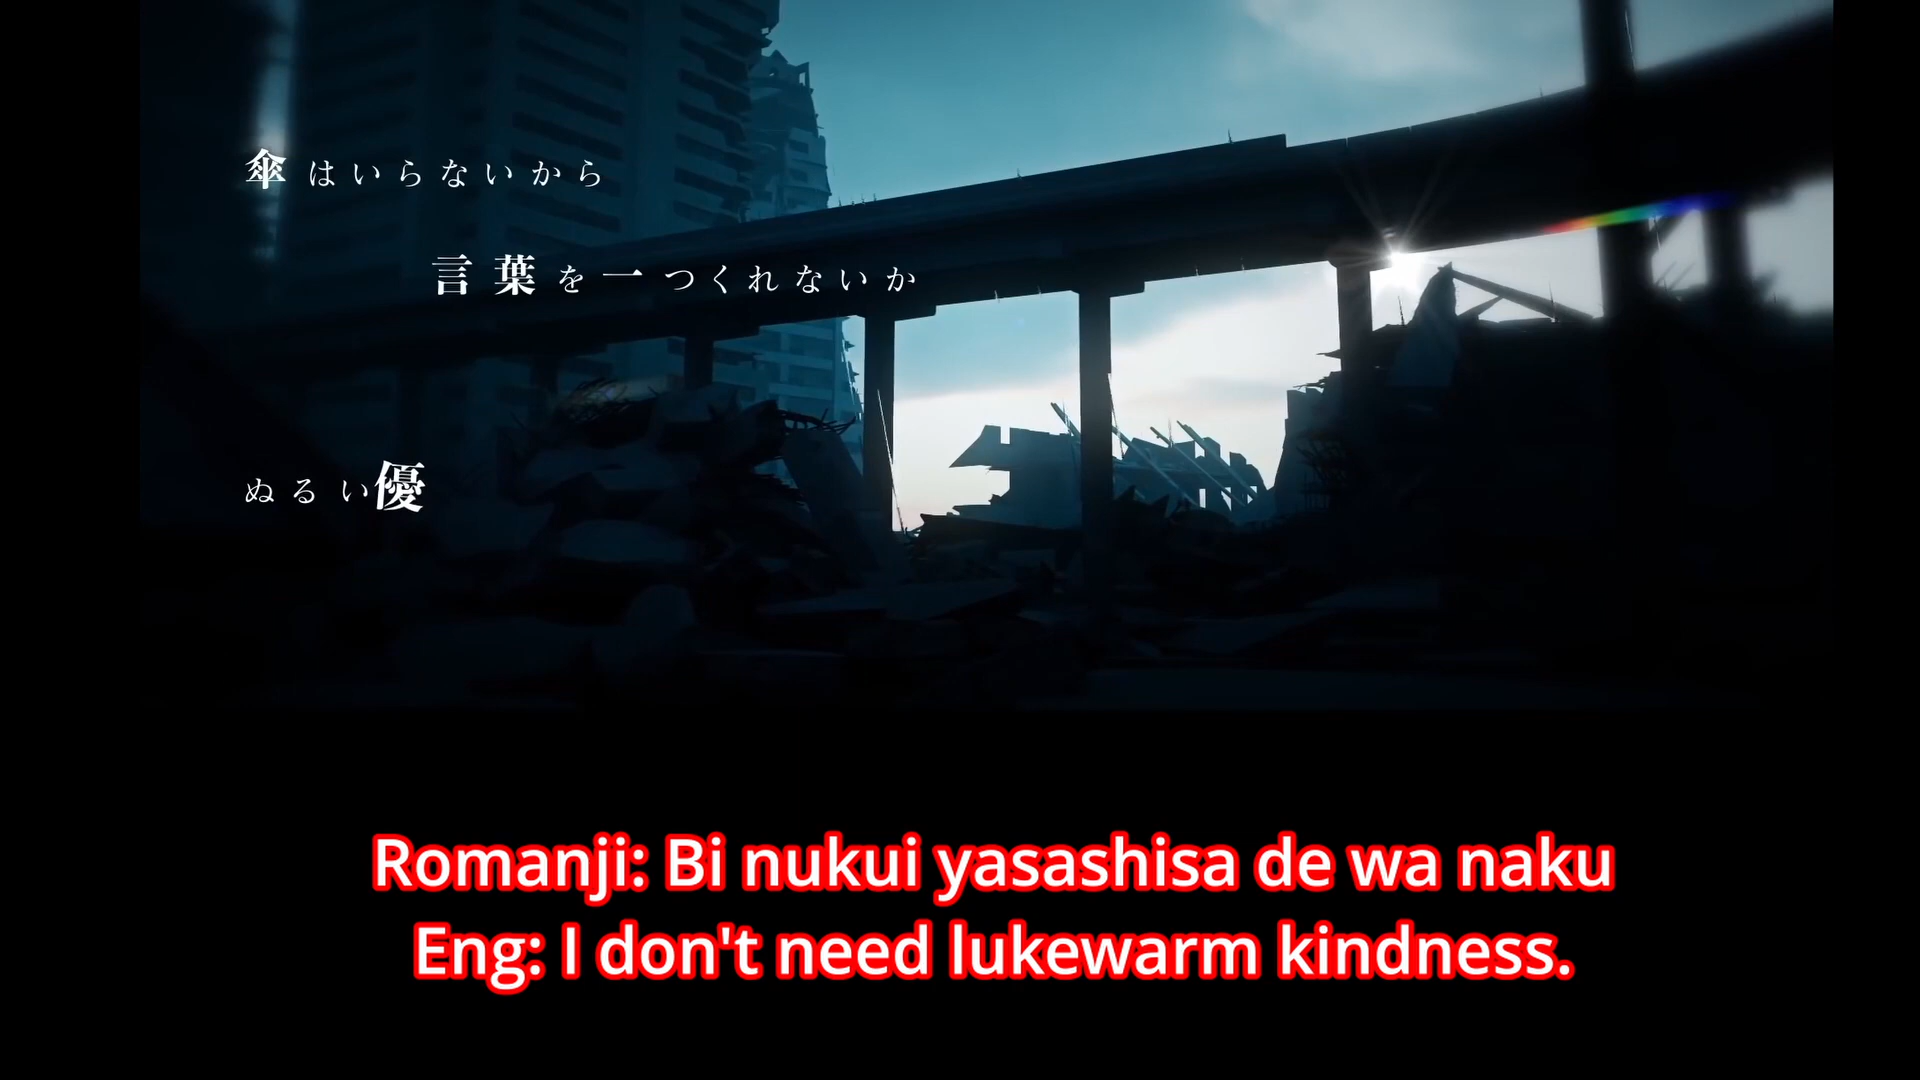 傘はいらないから
言葉を一つくれないか
ぬるい優
Romanji: Bi nukui yasashisa de wa naku
Eng: I don't need lukewarm kindness.